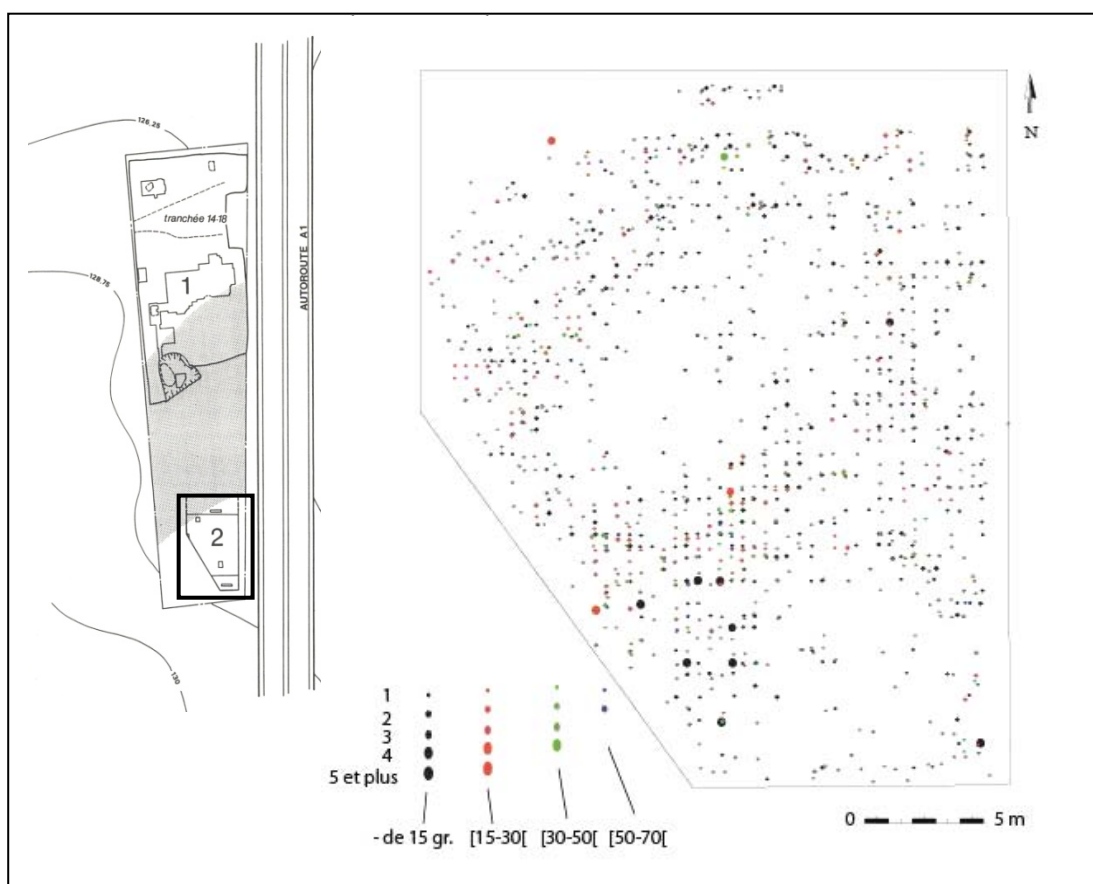 126.25
tranchée 14-18
1
128.75
AUTOROUTE A1
2
130
N
1
2
3
4
5 et plus
- de 15 gr. [15-30[ [30-50[ [50-70[
0 5 m